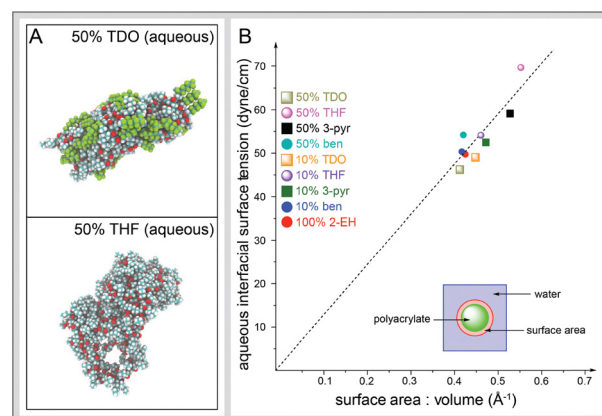 A
50% TDO (aqueous)
50% THF (aqueous)
B
aqueous interfacial surface tension (dyne/cm)
70
60
50
40
30
20
10
50% TDO
50% THF
50% 3-pyr
50% ben
10% TDO
10% THF
10% 3-pyr
10% ben
100% 2-EH
water
polyacrylate
surface area
0.1
0.2
0.3
0.4
0.5
0.6
0.7
surface area : volume (Å⁻¹)